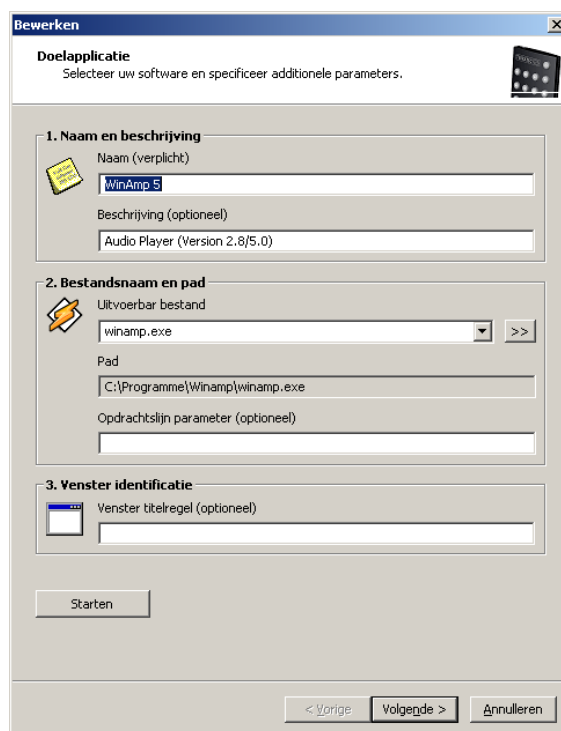 Bewerken
Doelapplicatie
Selecteer uw software en specificeer additionele parameters.
1. Naam en beschrijving
Naam (verplicht)
WinAmp 5
Beschrijving (optioneel)
Audio Player (Version 2.8/5.0)
2. Bestandsnaam en pad
Uitvoerbar bestand
winamp.exe
>>
Pad
C:\Programme\Winamp\winamp.exe
Opdrachtslijn parameter (optioneel)
3. Venster identificatie
Venster titelregel (optioneel)
Starten
< Vorige
Volgende >
Annulleren